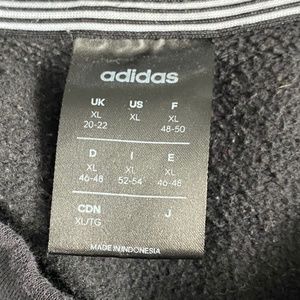 adidas
UK US F
XL XL XL
20-22 48-50
D I E
XL XL XL
46-48 52-54 46-48
CDN J
XL/TG
MADE IN INDONESIA